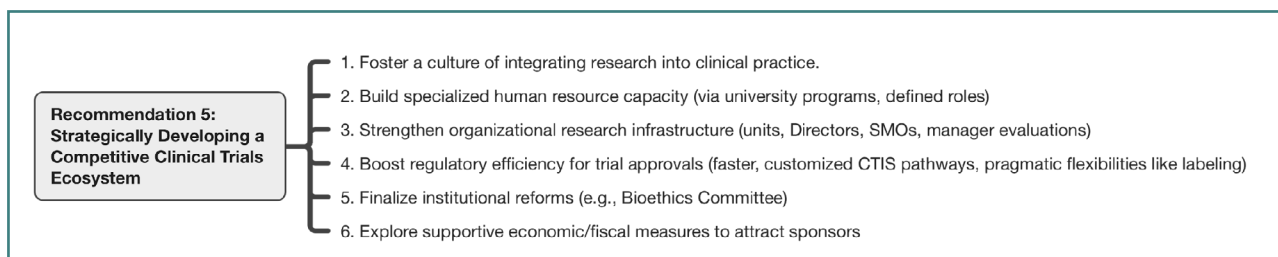 Recommendation 5:
Strategically Developing a
Competitive Clinical Trials
Ecosystem
1. Foster a culture of integrating research into clinical practice.
2. Build specialized human resource capacity (via university programs, defined roles)
3. Strengthen organizational research infrastructure (units, Directors, SMOs, manager evaluations)
4. Boost regulatory efficiency for trial approvals (faster, customized CTIS pathways, pragmatic flexibilities like labeling)
5. Finalize institutional reforms (e.g., Bioethics Committee)
6. Explore supportive economic/fiscal measures to attract sponsors